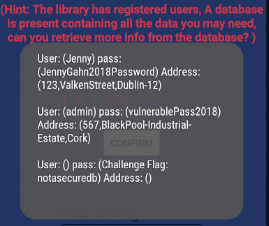 (Hint: The library has registered users, A database
is present containing all the data you may need,
can you retrieve more info from the database? )
User: (Jenny) pass:
(JennyGahn2018Password) Address:
(123,ValkenStreet,Dublin-12)
User: (admin) pass: (vulnerablePass2018)
Address: (567,BlackPool-Industrial-
Estate,Cork)
CONFIRM
User: () pass: (Challenge Flag:
notasecuredb) Address: ()